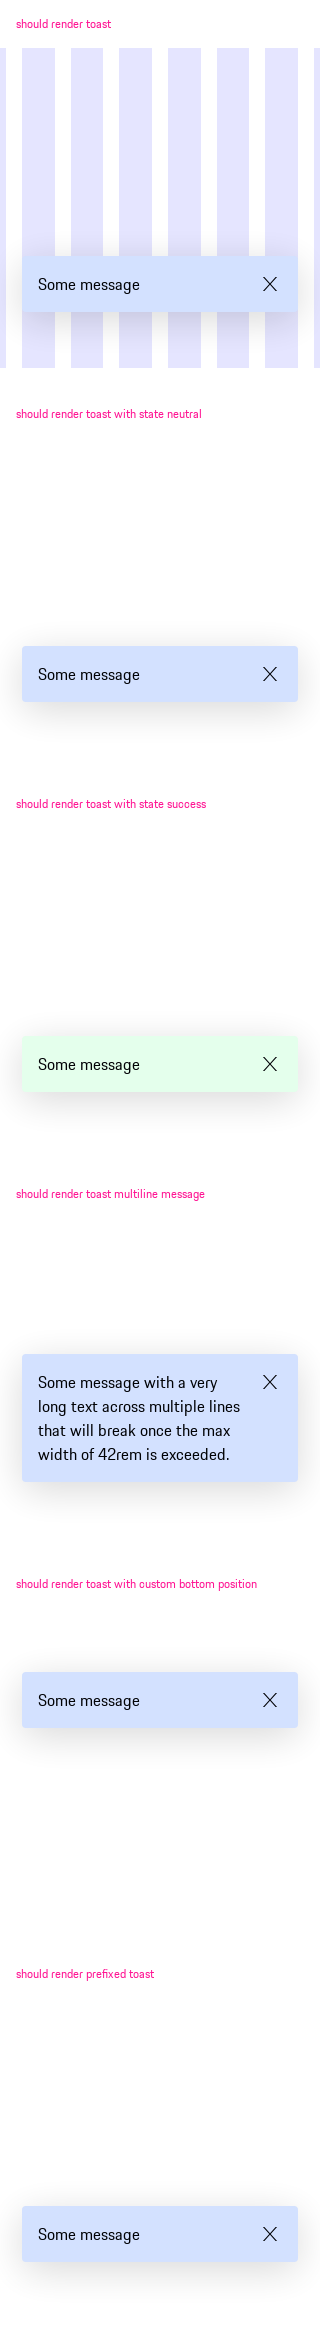 should render toast
Some message
should render toast with state neutral
Some message
should render toast with state success
Some message
should render toast multiline message
Some message with a very
long text across multiple lines
that will break once the max
width of 42rem is exceeded.
should render toast with custom bottom position
Some message
should render prefixed toast
Some message